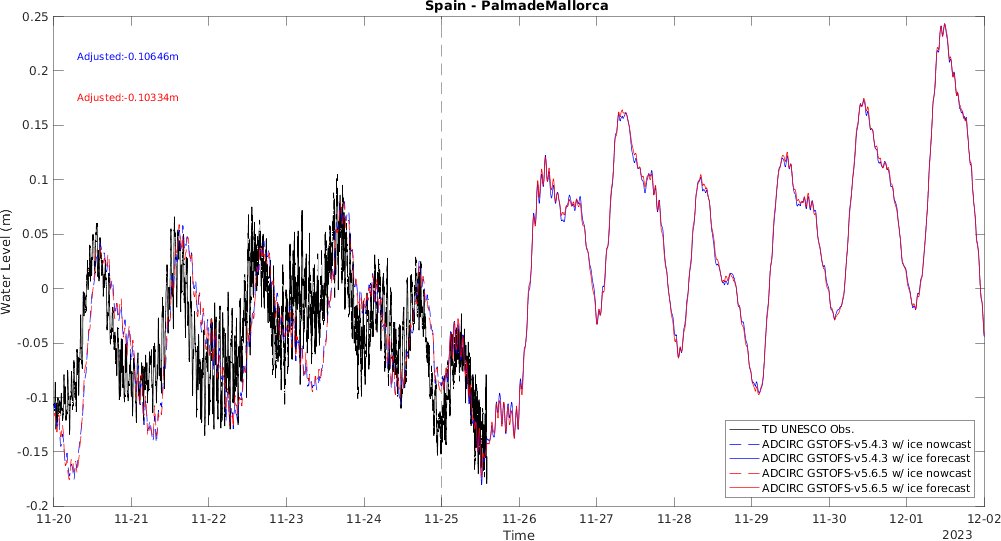 Spain - PalmadeMallorca
Adjusted:-0.10646m
Adjusted:-0.10334m
Water Level (m)
0.25
0.2
0.15
0.1
0.05
0
-0.05
-0.1
-0.15
-0.2
TD UNESCO Obs.
ADCIRC GSTOFS-v5.4.3 w/ ice nowcast
ADCIRC GSTOFS-v5.4.3 w/ ice forecast
ADCIRC GSTOFS-v5.6.5 w/ ice nowcast
ADCIRC GSTOFS-v5.6.5 w/ ice forecast
11-20 11-21 11-22 11-23 11-24 11-25 11-26 11-27 11-28 11-29 11-30 12-01 12-02
Time
2023